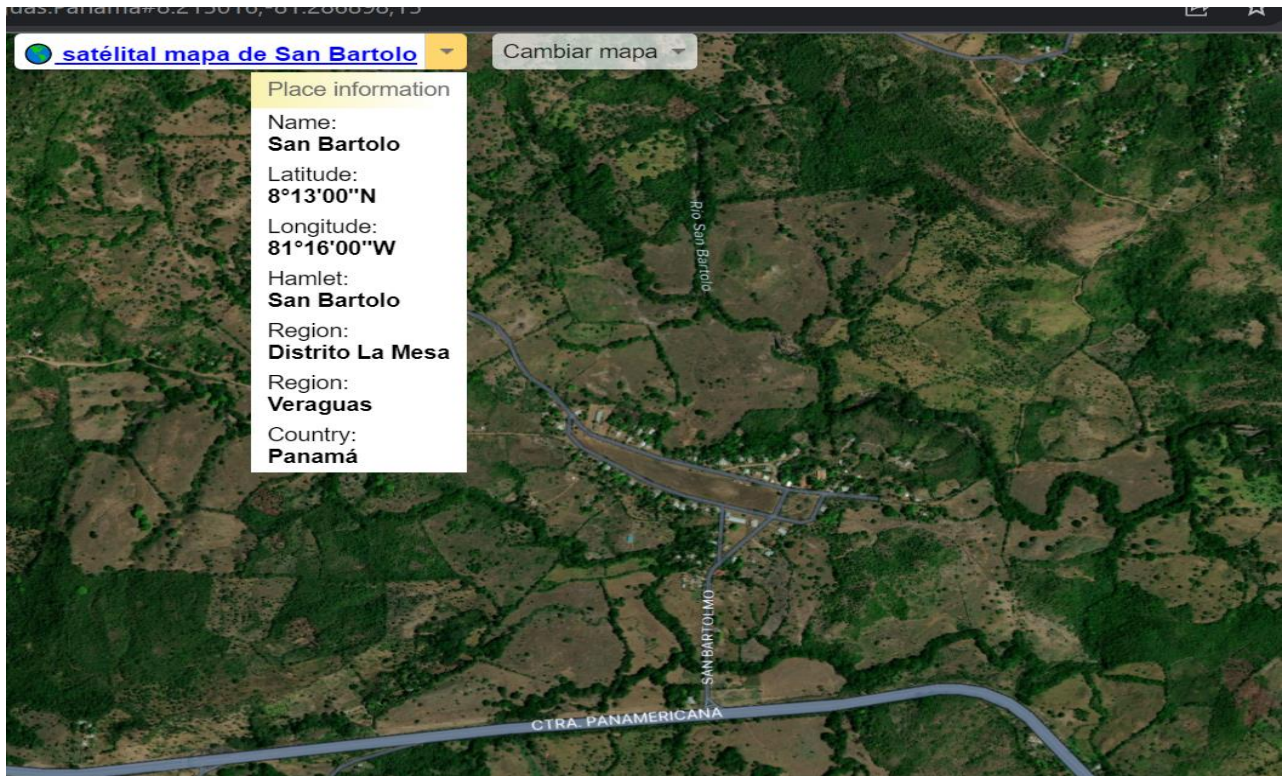 satélital mapa de San Bartolo
Cambiar mapa
Place information
Name:
San Bartolo
Latitude:
8°13'00"N
Longitude:
81°16'00"W
Hamlet:
San Bartolo
Region:
Distrito La Mesa
Region:
Veraguas
Country:
Panamá
Río San Bartolo
SAN BARTOLMO
CTRA. PANAMERICANA